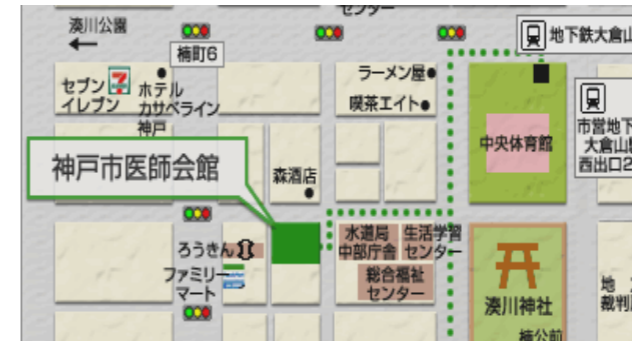 センター
湊川公園
楠町6
地下鉄大倉山
セブン
イレブン
ホテル
カサベライン
神戸
ラーメン屋
喫茶エイト
中央体育館
市営地下
大倉山
西出口2
神戸市医師会館
森酒店
ろうきん
ファミリー
マート
水道局
中部庁舎
生活学習
センター
総合福祉
センター
湊川神社
楠公前
地
裁判